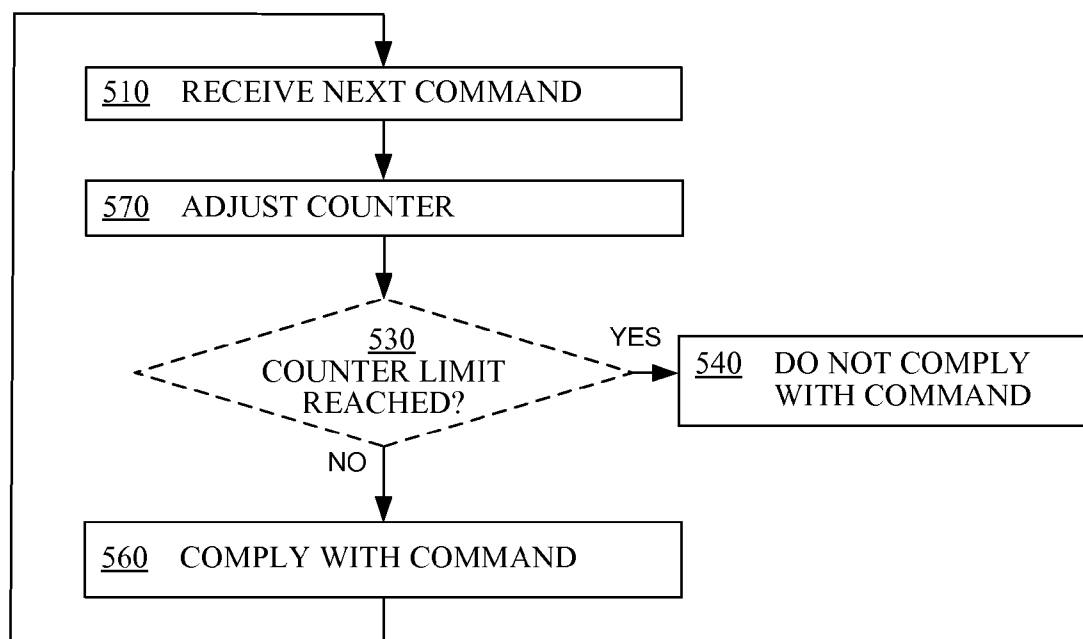 510 RECEIVE NEXT COMMAND
570 ADJUST COUNTER
530
COUNTER LIMIT
REACHED?
YES
540 DO NOT COMPLY
WITH COMMAND
NO
560 COMPLY WITH COMMAND